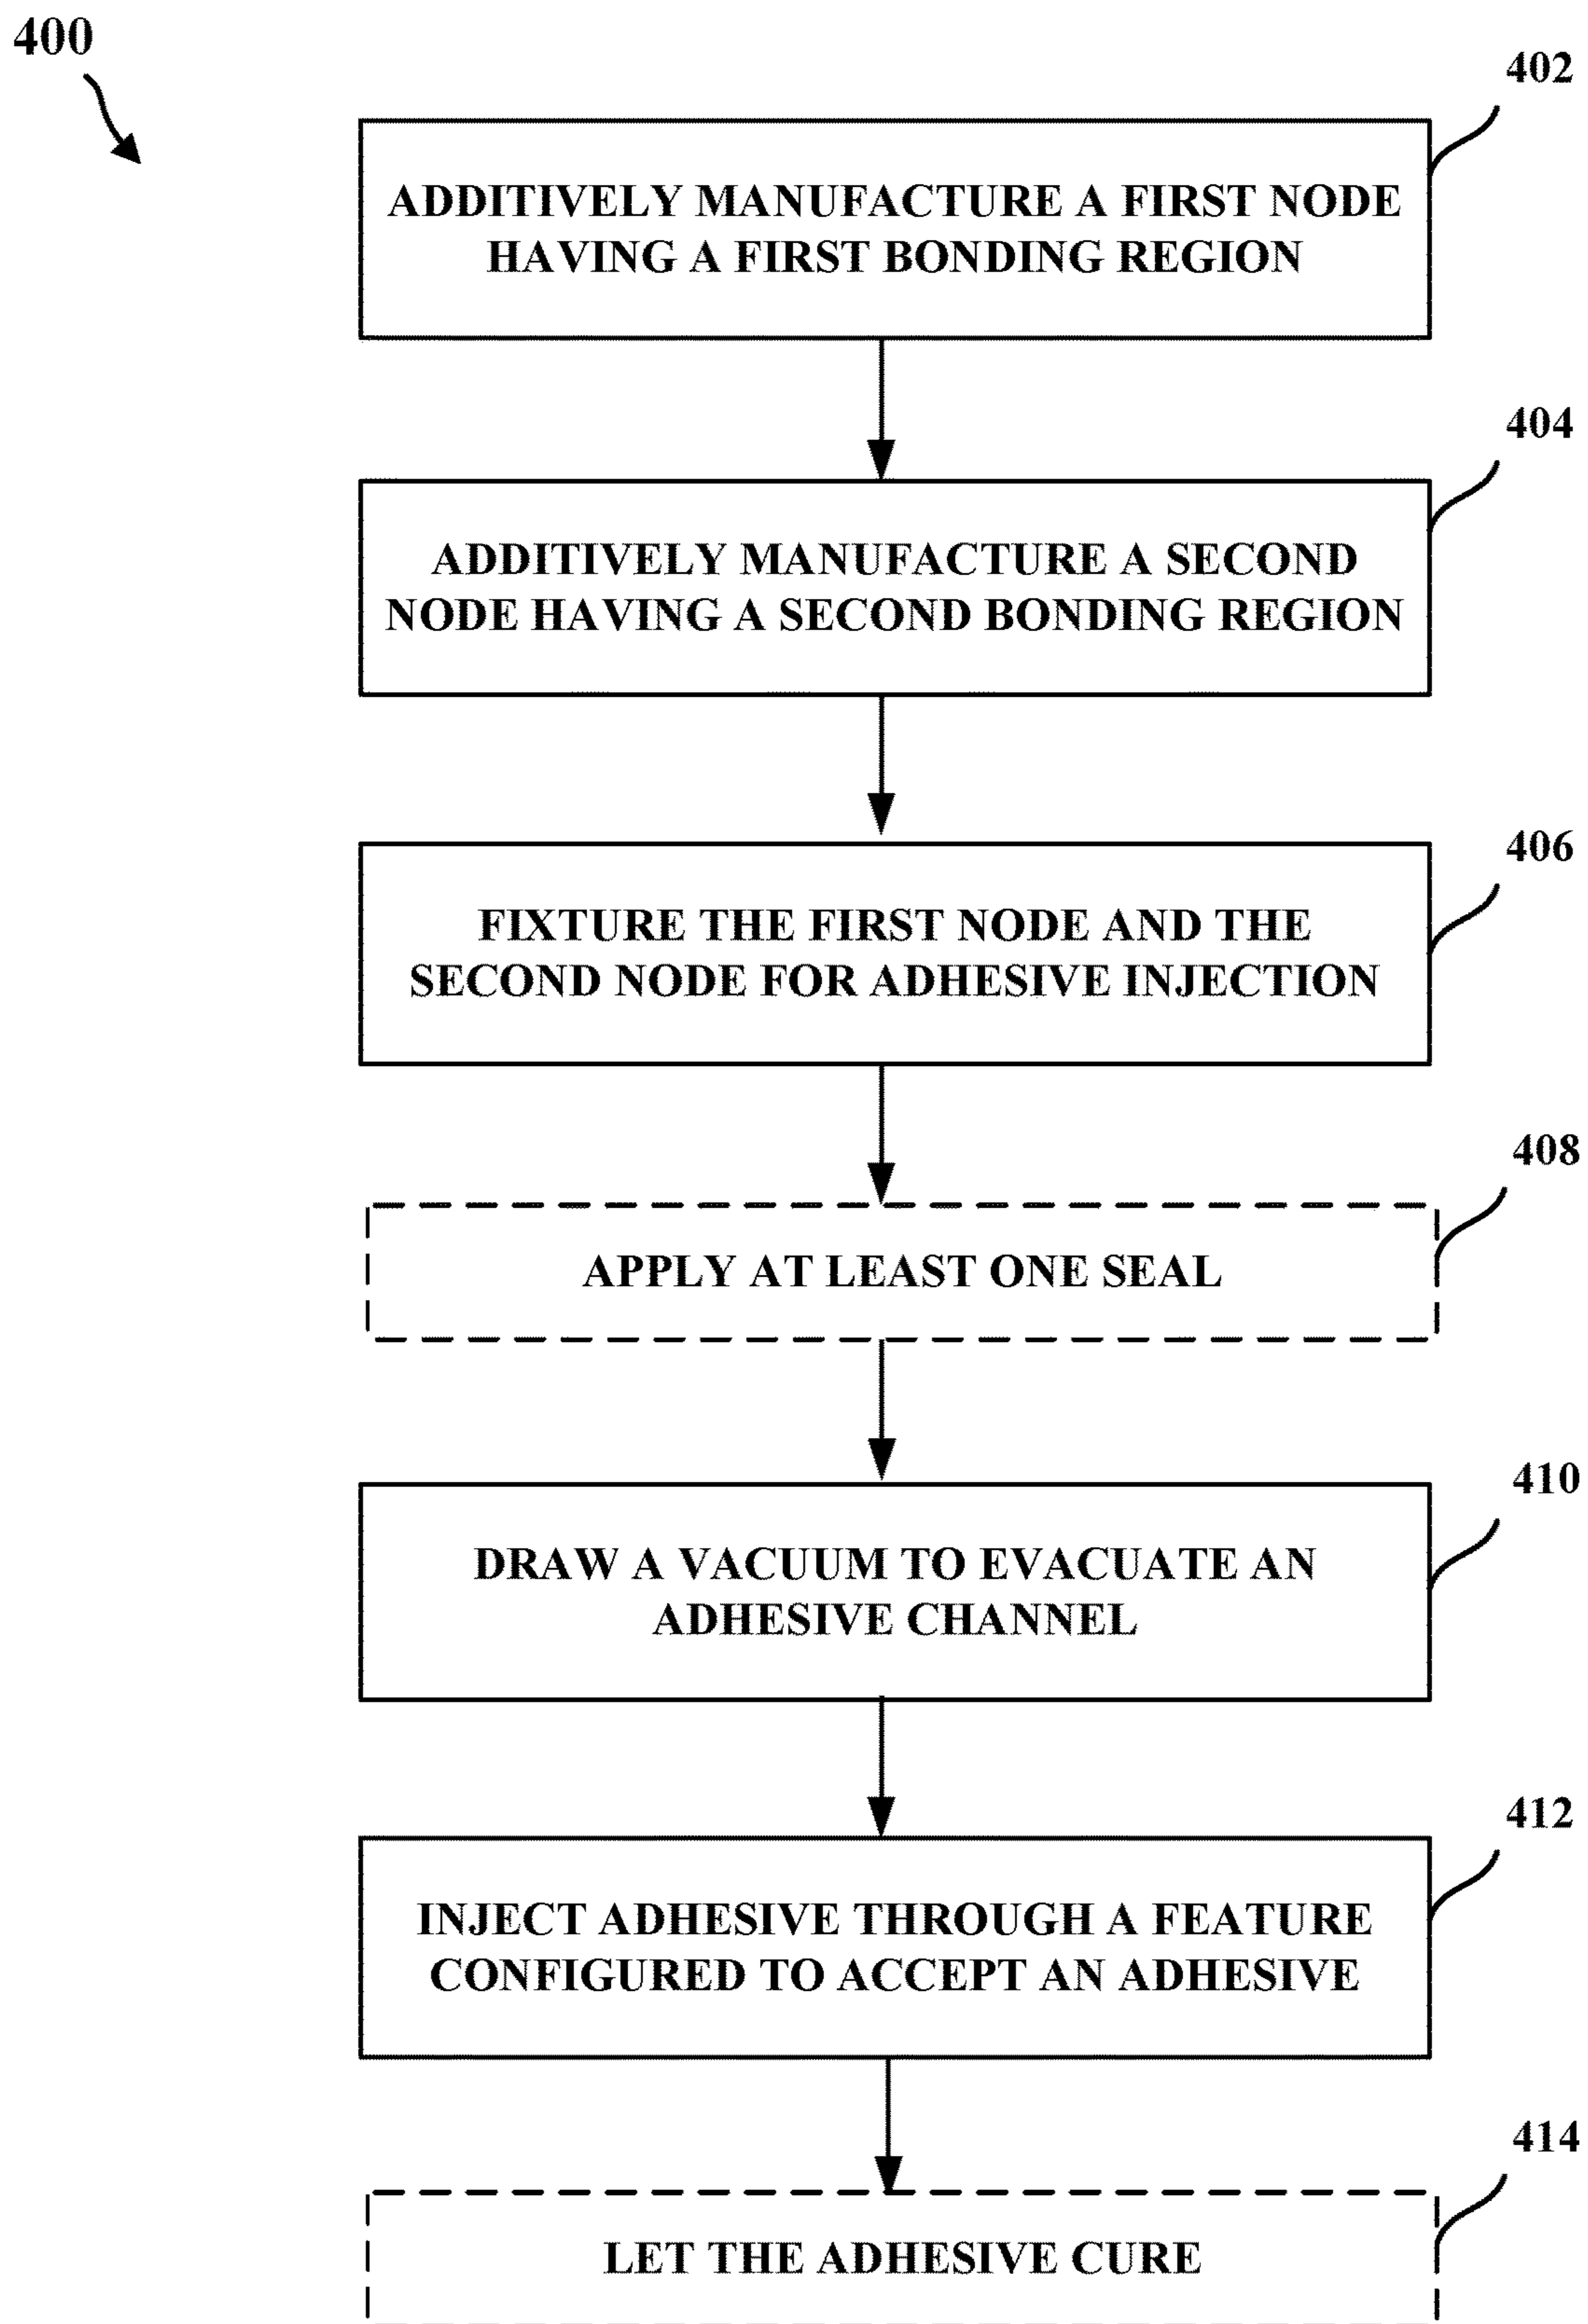 400
402
ADDITIVELY MANUFACTURE A FIRST NODE
HAVING A FIRST BONDING REGION
404
ADDITIVELY MANUFACTURE A SECOND
NODE HAVING A SECOND BONDING REGION
406
FIXTURE THE FIRST NODE AND THE
SECOND NODE FOR ADHESIVE INJECTION
408
APPLY AT LEAST ONE SEAL
410
DRAW A VACUUM TO EVACUATE AN
ADHESIVE CHANNEL
412
INJECT ADHESIVE THROUGH A FEATURE
CONFIGURED TO ACCEPT AN ADHESIVE
414
LET THE ADHESIVE CURE